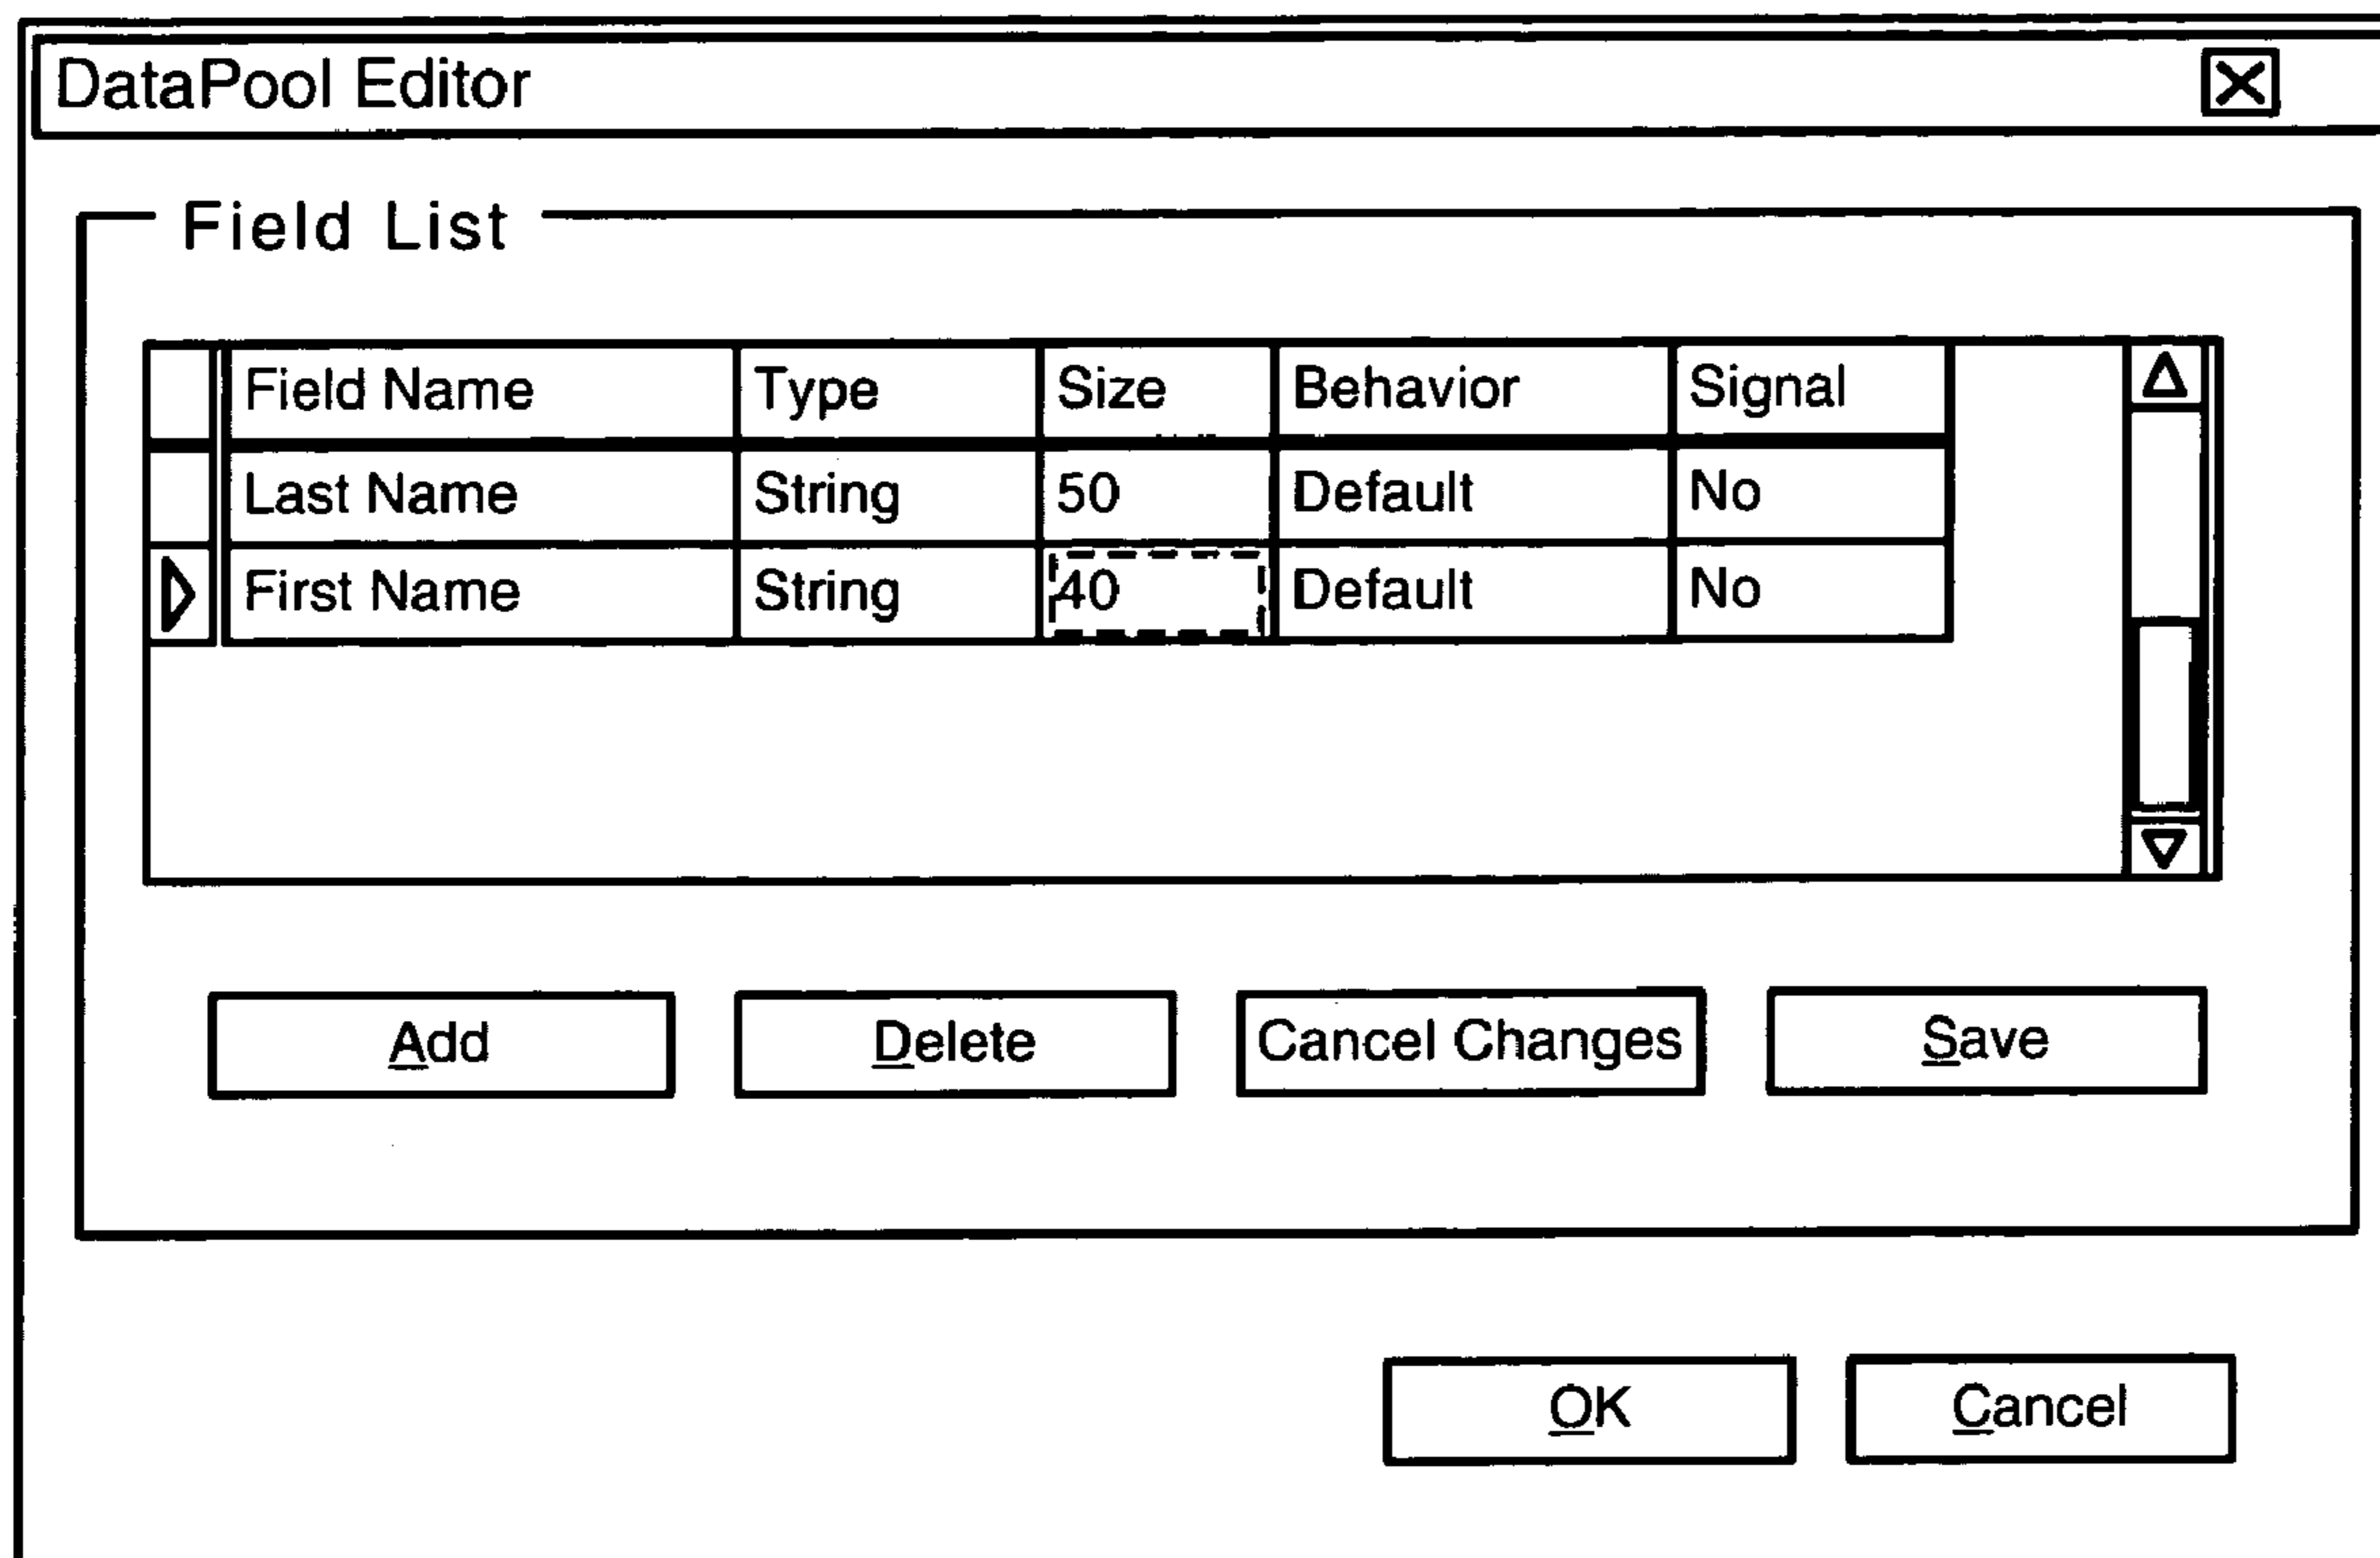 DataPool Editor
Field List
Field Name Type Size Behavior Signal
Last Name String 50 Default No
First Name String 40 Default No
Add Delete Cancel Changes Save
OK Cancel